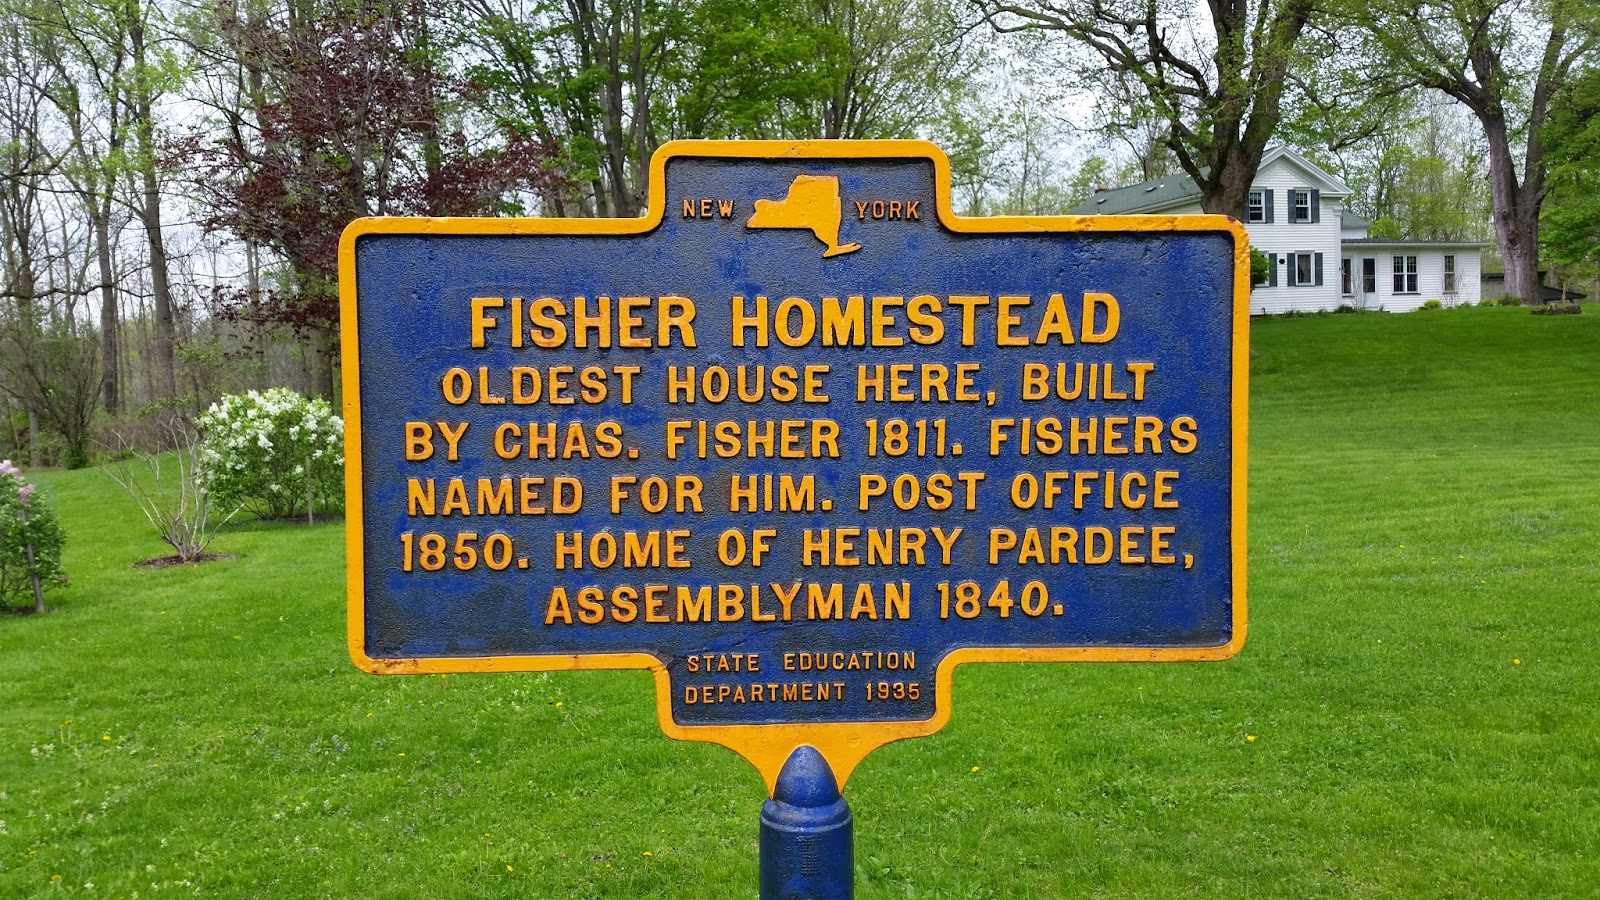 NEW YORK
FISHER HOMESTEAD
OLDEST HOUSE HERE, BUILT
BY CHAS. FISHER 1811. FISHERS
NAMED FOR HIM. POST OFFICE
1850. HOME OF HENRY PARDEE,
ASSEMBLYMAN 1840.
STATE EDUCATION
DEPARTMENT 1935